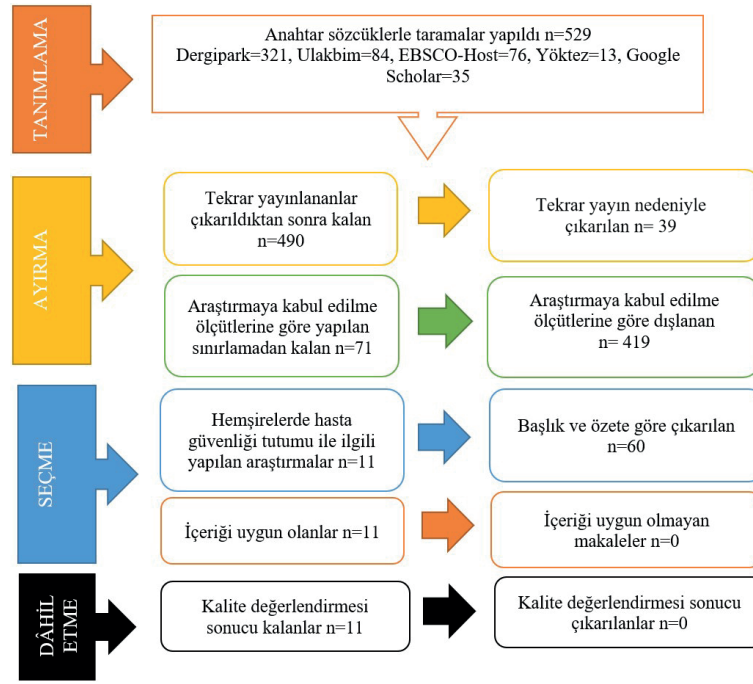 TANIMLAMA
Anahtar sözcüklerle taramalar yapıldı n=529
Dergipark=321, Ulakbim=84, EBSCO-Host=76, Yöktez=13, Google
Scholar=35
AYIRMA
Tekrar yayınlananlar
çıkarıldıktan sonra kalan
n=490
Tekrar yayın nedeniyle
çıkarılan n= 39
Araştırmaya kabul edilme
ölçütlerine göre yapılan
sınırlamadan kalan n=71
Araştırmaya kabul edilme
ölçütlerine göre dışlanan
n= 419
SEÇME
Hemşirelerde hasta
güvenliği tutumu ile ilgili
yapılan araştırmalar n=11
Başlık ve özete göre çıkarılan
n=60
İçeriği uygun olanlar n=11
İçeriği uygun olmayan
makaleler n=0
DÂHİL
ETME
Kalite değerlendirmesi
sonucu kalanlar n=11
Kalite değerlendirmesi sonucu
çıkarılanlar n=0